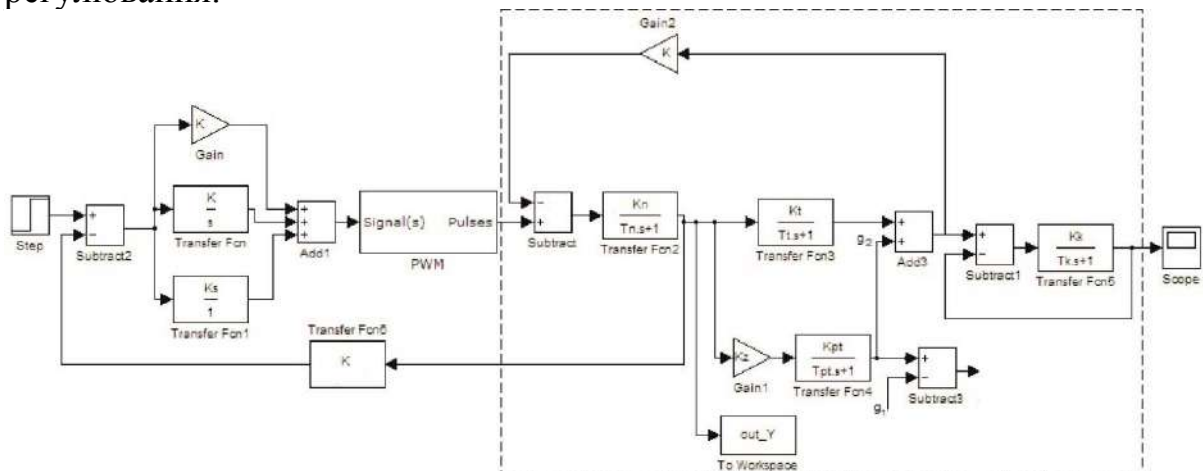 регулювання.
Gain2
K
K
Gain
K
s
Transfer Fcn
Ks
1
Transfer Fcn1
Step
+
−
Subtract2
+
+
+
Add1
Signal(s) Pulses
PWM
−
+
Subtract
Kn
Tn.s+1
Transfer Fcn2
Kt
Tt.s+1
Transfer Fcn3
g2
+
+
Add3
+
−
Subtract1
Kk
Tk.s+1
Transfer Fcn5
Scope
Transfer Fcn6
K
Kz
Gain1
Kpt
Tpt.s+1
Transfer Fcn4
g1
+
−
Subtract3
out_Y
To Workspace